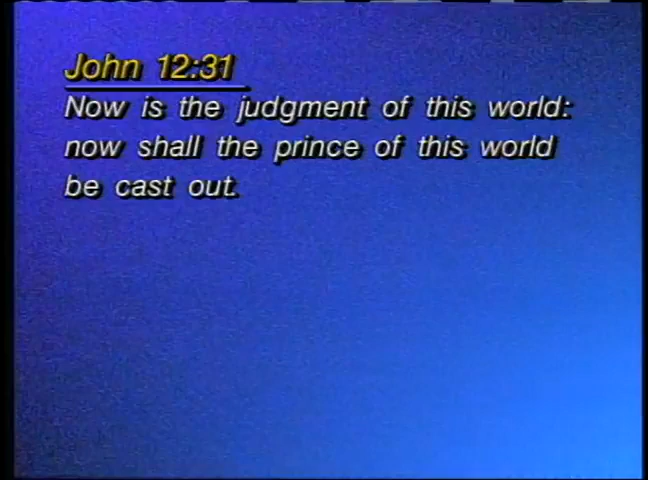 John 12:31
Now is the judgment of this world:
now shall the prince of this world
be cast out.